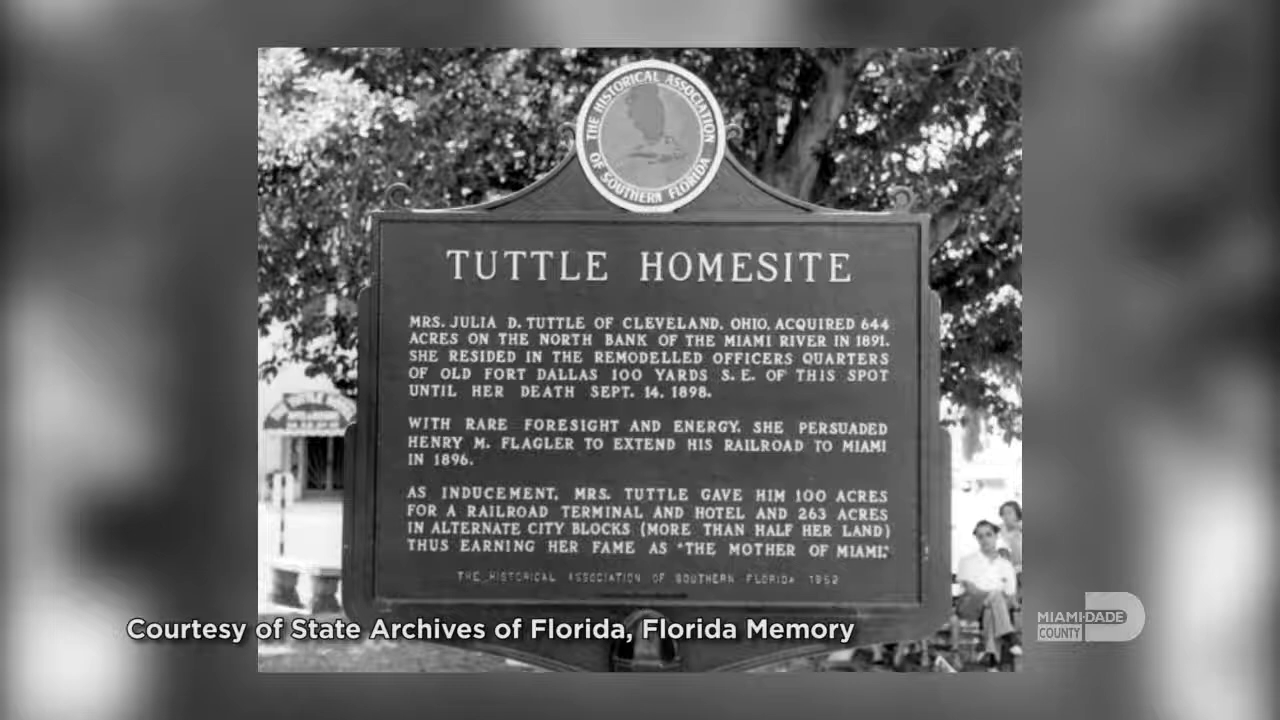 THE HISTORICAL ASSOCIATION
OF SOUTHERN FLORIDA
TUTTLE HOMESITE
MRS. JULIA D. TUTTLE OF CLEVELAND, OHIO, ACQUIRED 644
ACRES ON THE NORTH BANK OF THE MIAMI RIVER IN 1891.
SHE RESIDED IN THE REMODELLED OFFICERS QUARTERS
OF OLD FORT DALLAS 100 YARDS S.E. OF THIS SPOT
UNTIL HER DEATH SEPT. 14, 1898.
WITH RARE FORESIGHT AND ENERGY, SHE PERSUADED
HENRY M. FLAGLER TO EXTEND HIS RAILROAD TO MIAMI
IN 1896.
AS INDUCEMENT, MRS. TUTTLE GAVE HIM 100 ACRES
FOR A RAILROAD TERMINAL AND HOTEL AND 263 ACRES
IN ALTERNATE CITY BLOCKS (MORE THAN HALF HER LAND)
THUS EARNING HER FAME AS "THE MOTHER OF MIAMI."
THE HISTORICAL ASSOCIATION OF SOUTHERN FLORIDA 1952
Courtesy of State Archives of Florida, Florida Memory
MIAMI-DADE
COUNTY